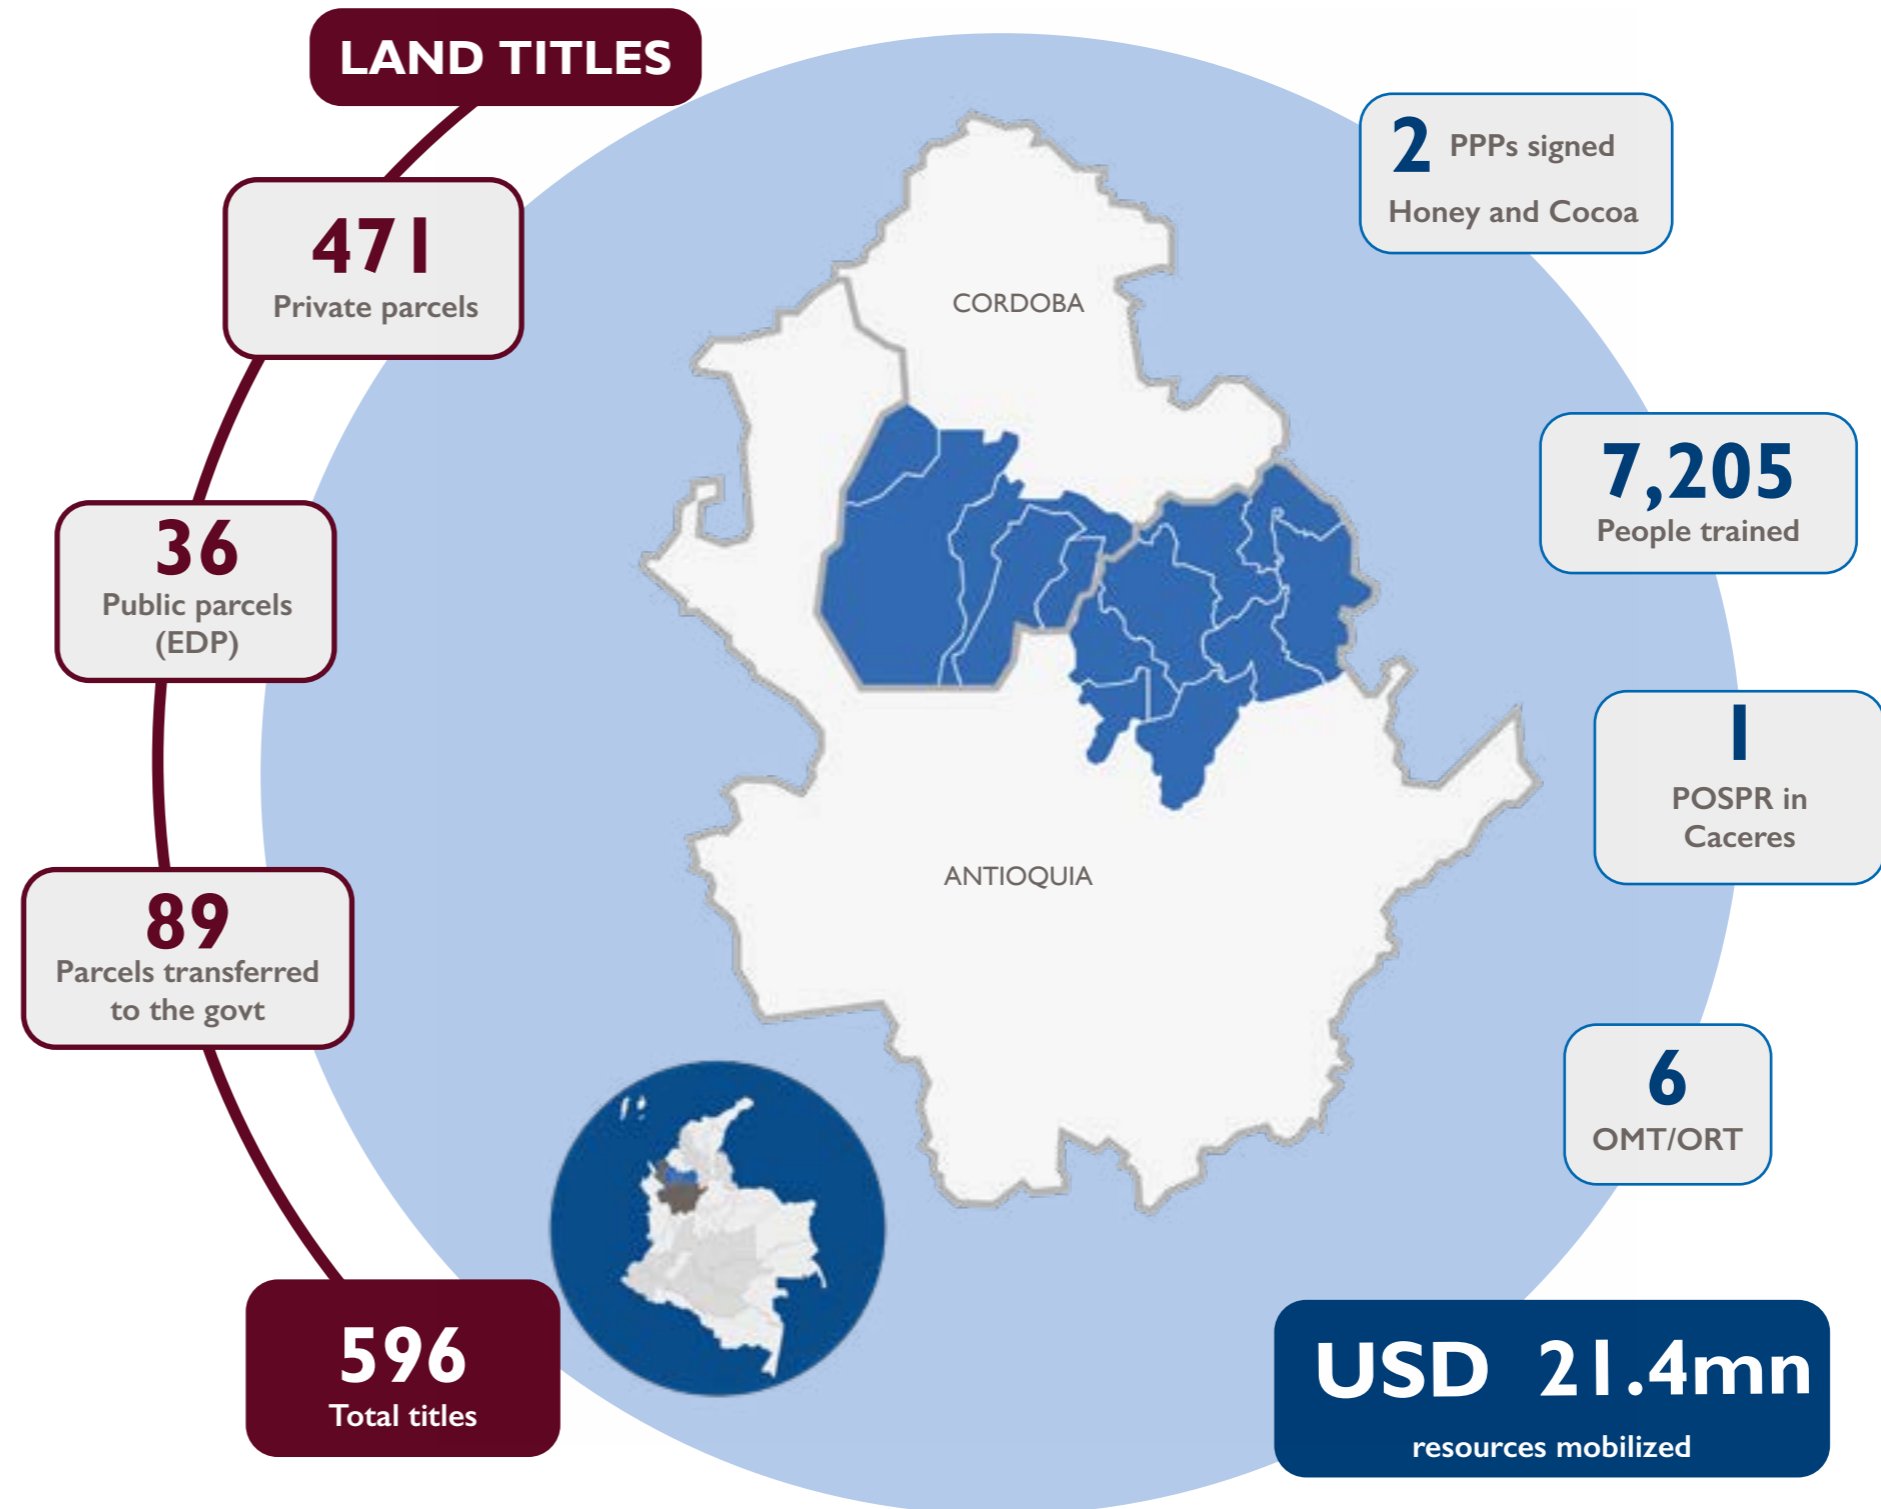 LAND TITLES
471
Private parcels
36
Public parcels
(EDP)
89
Parcels transferred
to the govt
596
Total titles
CORDOBA
ANTIOQUIA
2 PPPs signed
Honey and Cocoa
7,205
People trained
1
POSPR in
Caceres
6
OMT/ORT
USD 21.4mn
resources mobilized